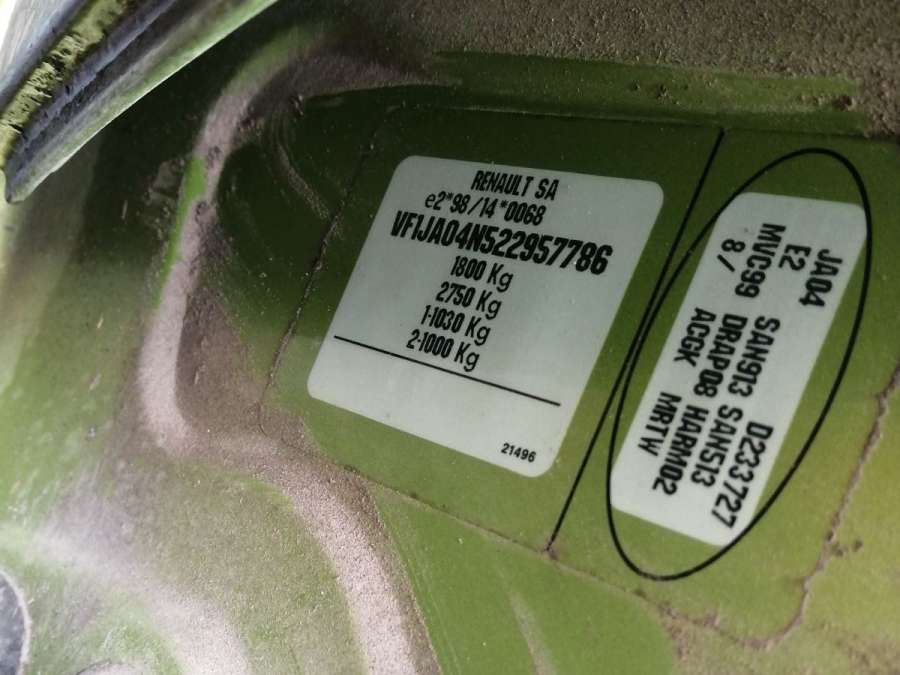 RENAULT SA
e2*98/14*0068
VF1JA04N522957786
1800 Kg
2750 Kg
1-1030 Kg
2-1000 Kg
21496
JA04 SAN913 D233727
E2 DRAP08 SANS13
MVC99 ACGK HARM02
8/ MRTW